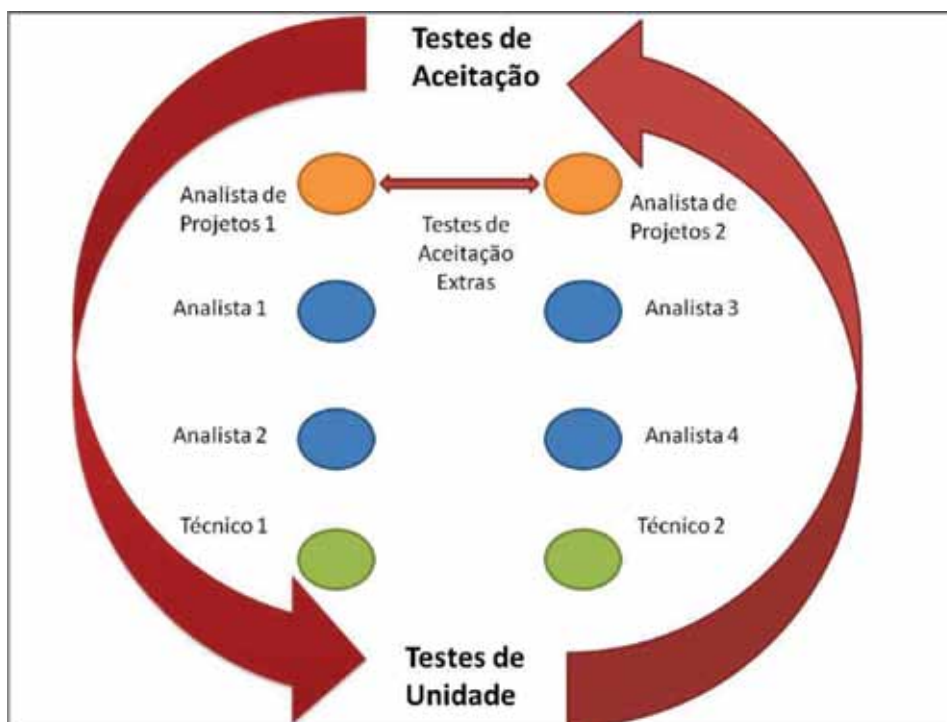 Testes de
Aceitação
Analista de
Projetos 1
Testes de
Aceitação
Extras
Analista de
Projetos 2
Analista 1
Analista 3
Analista 2
Analista 4
Técnico 1
Técnico 2
Testes de
Unidade